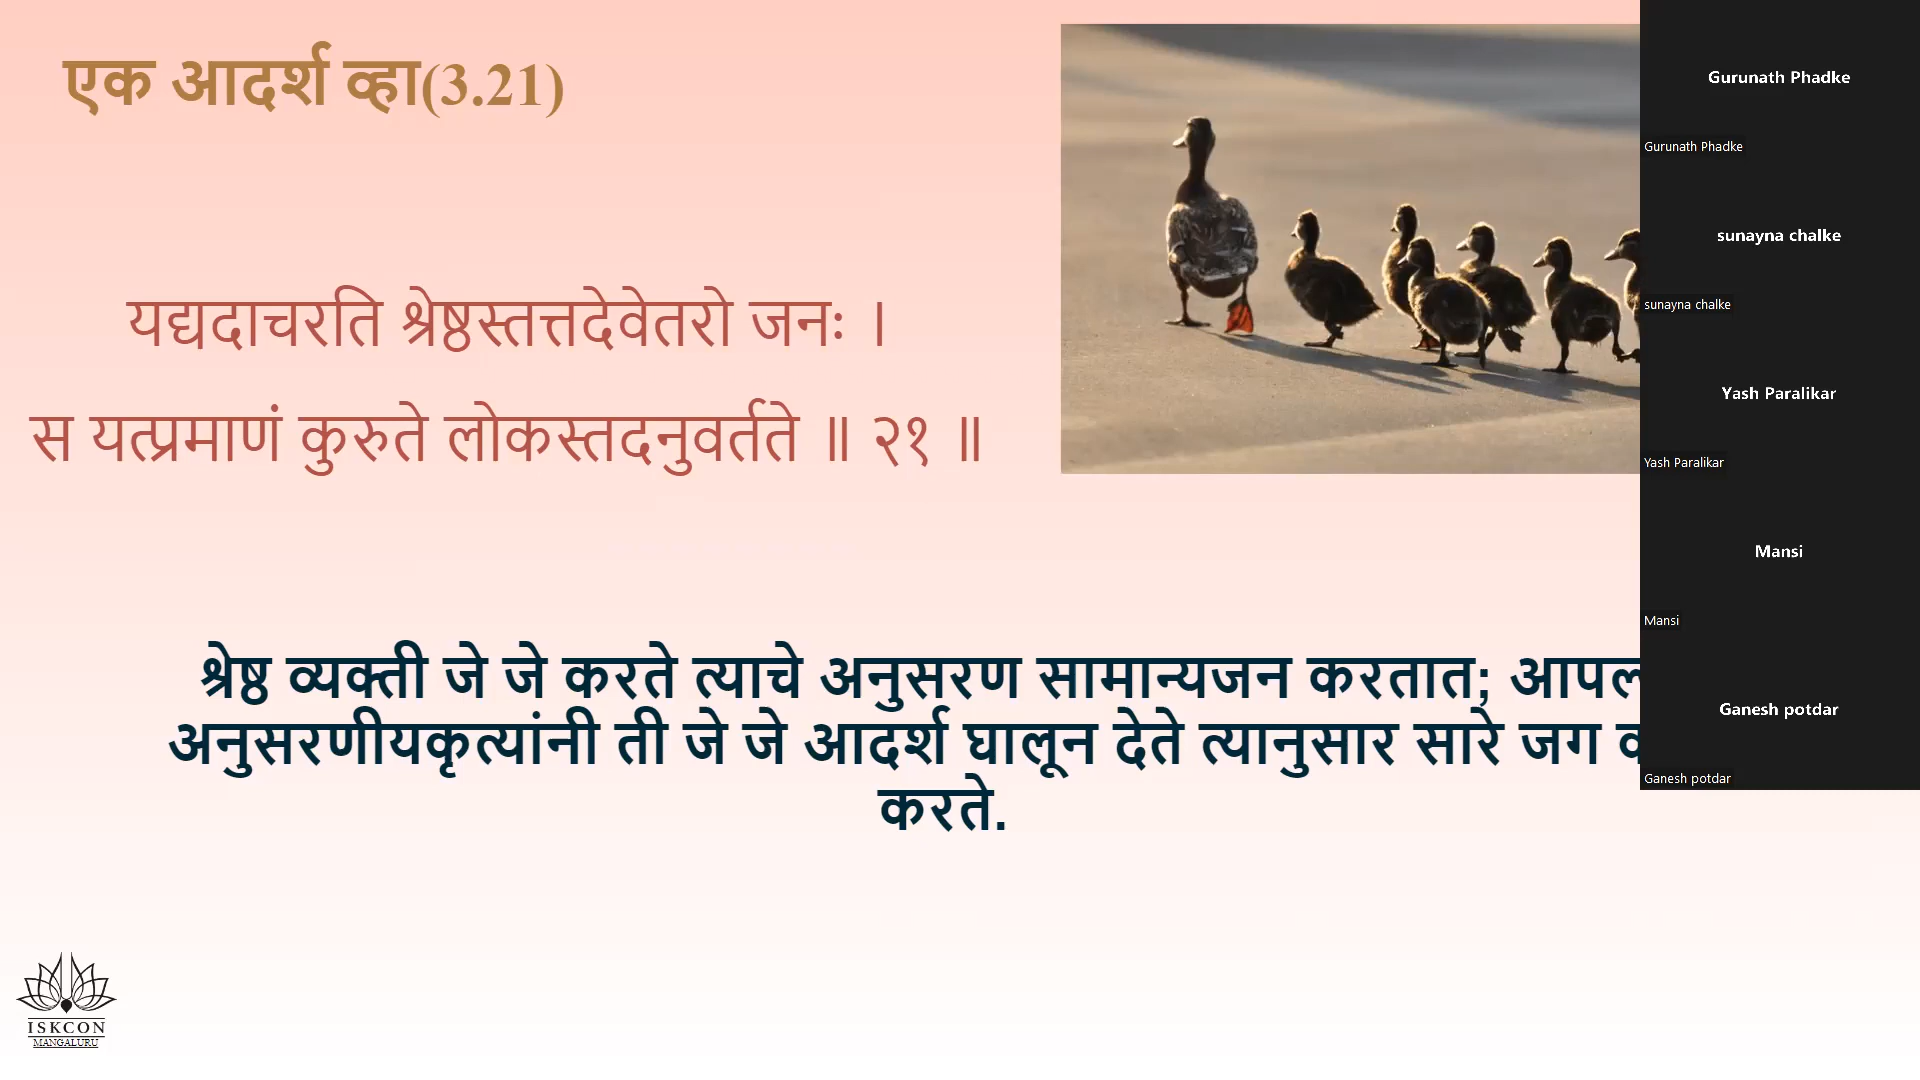 एक आदर्श व्हा(3.21)
यद्यदाचरति श्रेष्ठस्तत्तदेवेतरो जनः ।
स यत्प्रमाणं कुरुते लोकस्तदनुवर्तते ॥ २१ ॥
श्रेष्ठ व्यक्ती जे जे करते त्याचे अनुसरण सामान्यजन करतात;
अनुसरणीयकृत्यांनी ती जे जे आदर्श घालून देते त्यानुसार सारे जग
करते.
ISKCON
MANGALURU
Gurunath Phadke
Gurunath Phadke
sunayna chalke
sunayna chalke
Yash Paralikar
Yash Paralikar
Mansi
Mansi
Ganesh potdar
Ganesh potdar